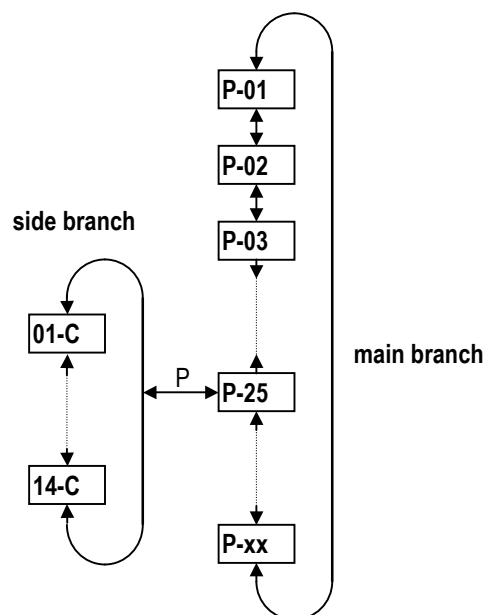 P-01
P-02
side branch
P-03
01-C
main branch
P
P-25
14-C
P-xx